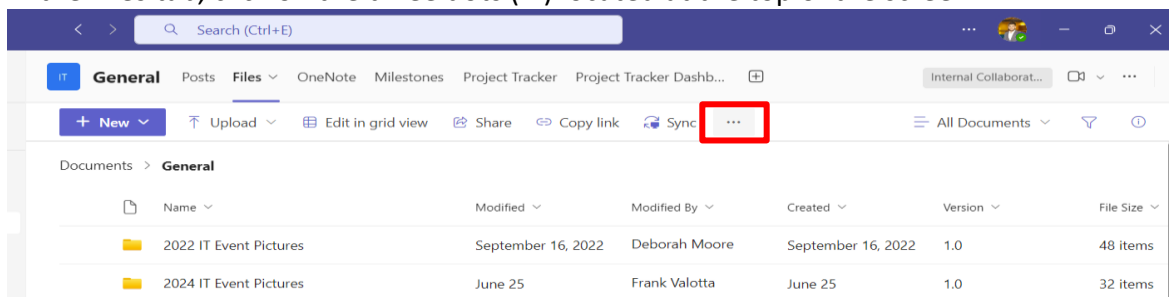 Search (Ctrl+E)
IT General Posts Files OneNote Milestones Project Tracker Project Tracker Dashb... Internal Collaborat...
+ New Upload Edit in grid view Share Copy link Sync ... All Documents
Documents > General
Name Modified Modified By Created Version File Size
2022 IT Event Pictures September 16, 2022 Deborah Moore September 16, 2022 1.0 48 items
2024 IT Event Pictures June 25 Frank Valotta June 25 1.0 32 items